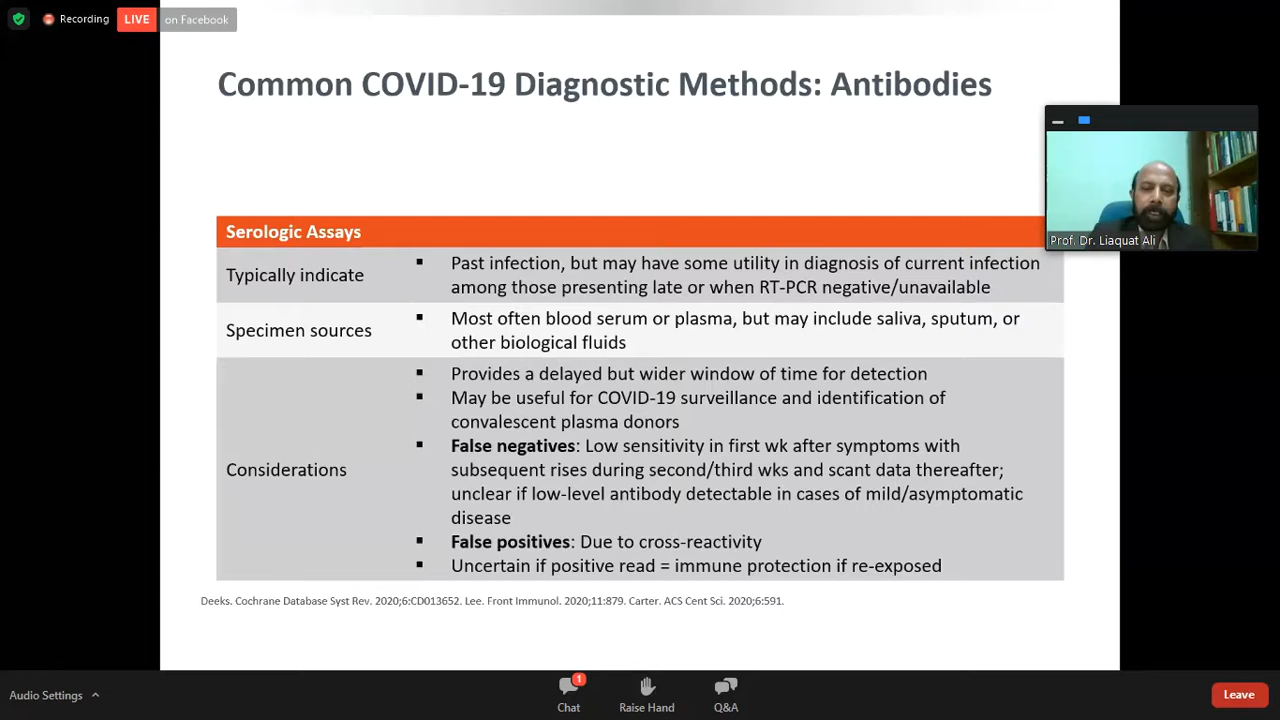 Recording
LIVE
on Facebook
Common COVID-19 Diagnostic Methods: Antibodies
Prof. Dr. Liaquat Ali
Serologic Assays
Typically indicate
▪ Past infection, but may have some utility in diagnosis of current infection
among those presenting late or when RT-PCR negative/unavailable
Specimen sources
▪ Most often blood serum or plasma, but may include saliva, sputum, or
other biological fluids
Considerations
▪ Provides a delayed but wider window of time for detection
▪ May be useful for COVID-19 surveillance and identification of
convalescent plasma donors
▪ False negatives: Low sensitivity in first wk after symptoms with
subsequent rises during second/third wks and scant data thereafter;
unclear if low-level antibody detectable in cases of mild/asymptomatic
disease
▪ False positives: Due to cross-reactivity
▪ Uncertain if positive read = immune protection if re-exposed
Deeks. Cochrane Database Syst Rev. 2020;6:CD013652. Lee. Front Immunol. 2020;11:879. Carter. ACS Cent Sci. 2020;6:591.
Audio Settings
1
Chat
Raise Hand
Q&A
Leave